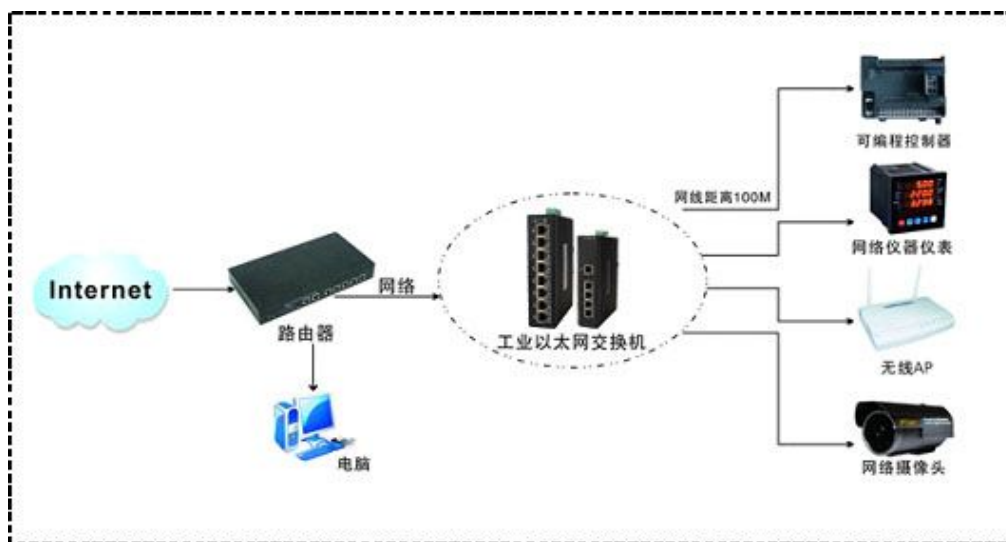 可编程控制器
网线距离100M
网络仪器仪表
Internet
网络
路由器
工业以太网交换机
无线AP
电脑
网络摄像头